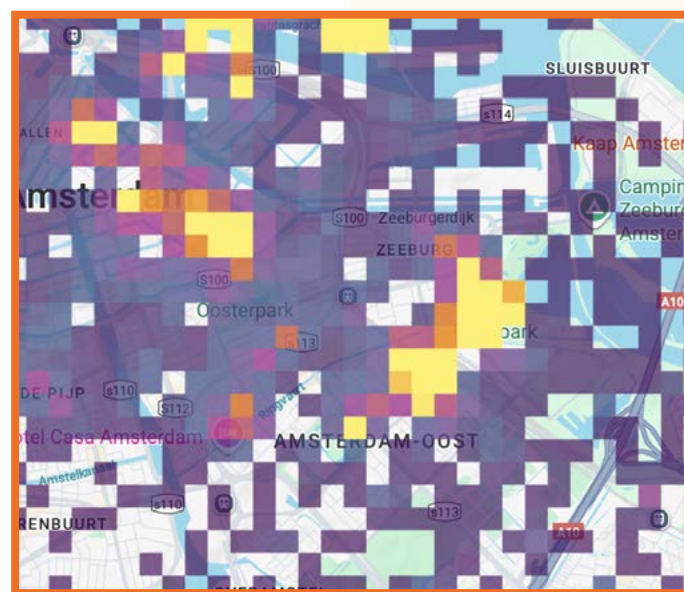 S100
SLUISBUURT
s114
ALLEN
Kaap Amster
Amsterdam
Campin
Zeeburg
Amster
S100 Zeeburgerdijk
ZEEBURG
S100
A10
Oosterpark
park
s113
DE PIJP
s110
S112
Ringvaart
otel Casa Amsterdam
AMSTERDAM-OOST
Amstelkanaal
s110
s113
RENBUURT
A10